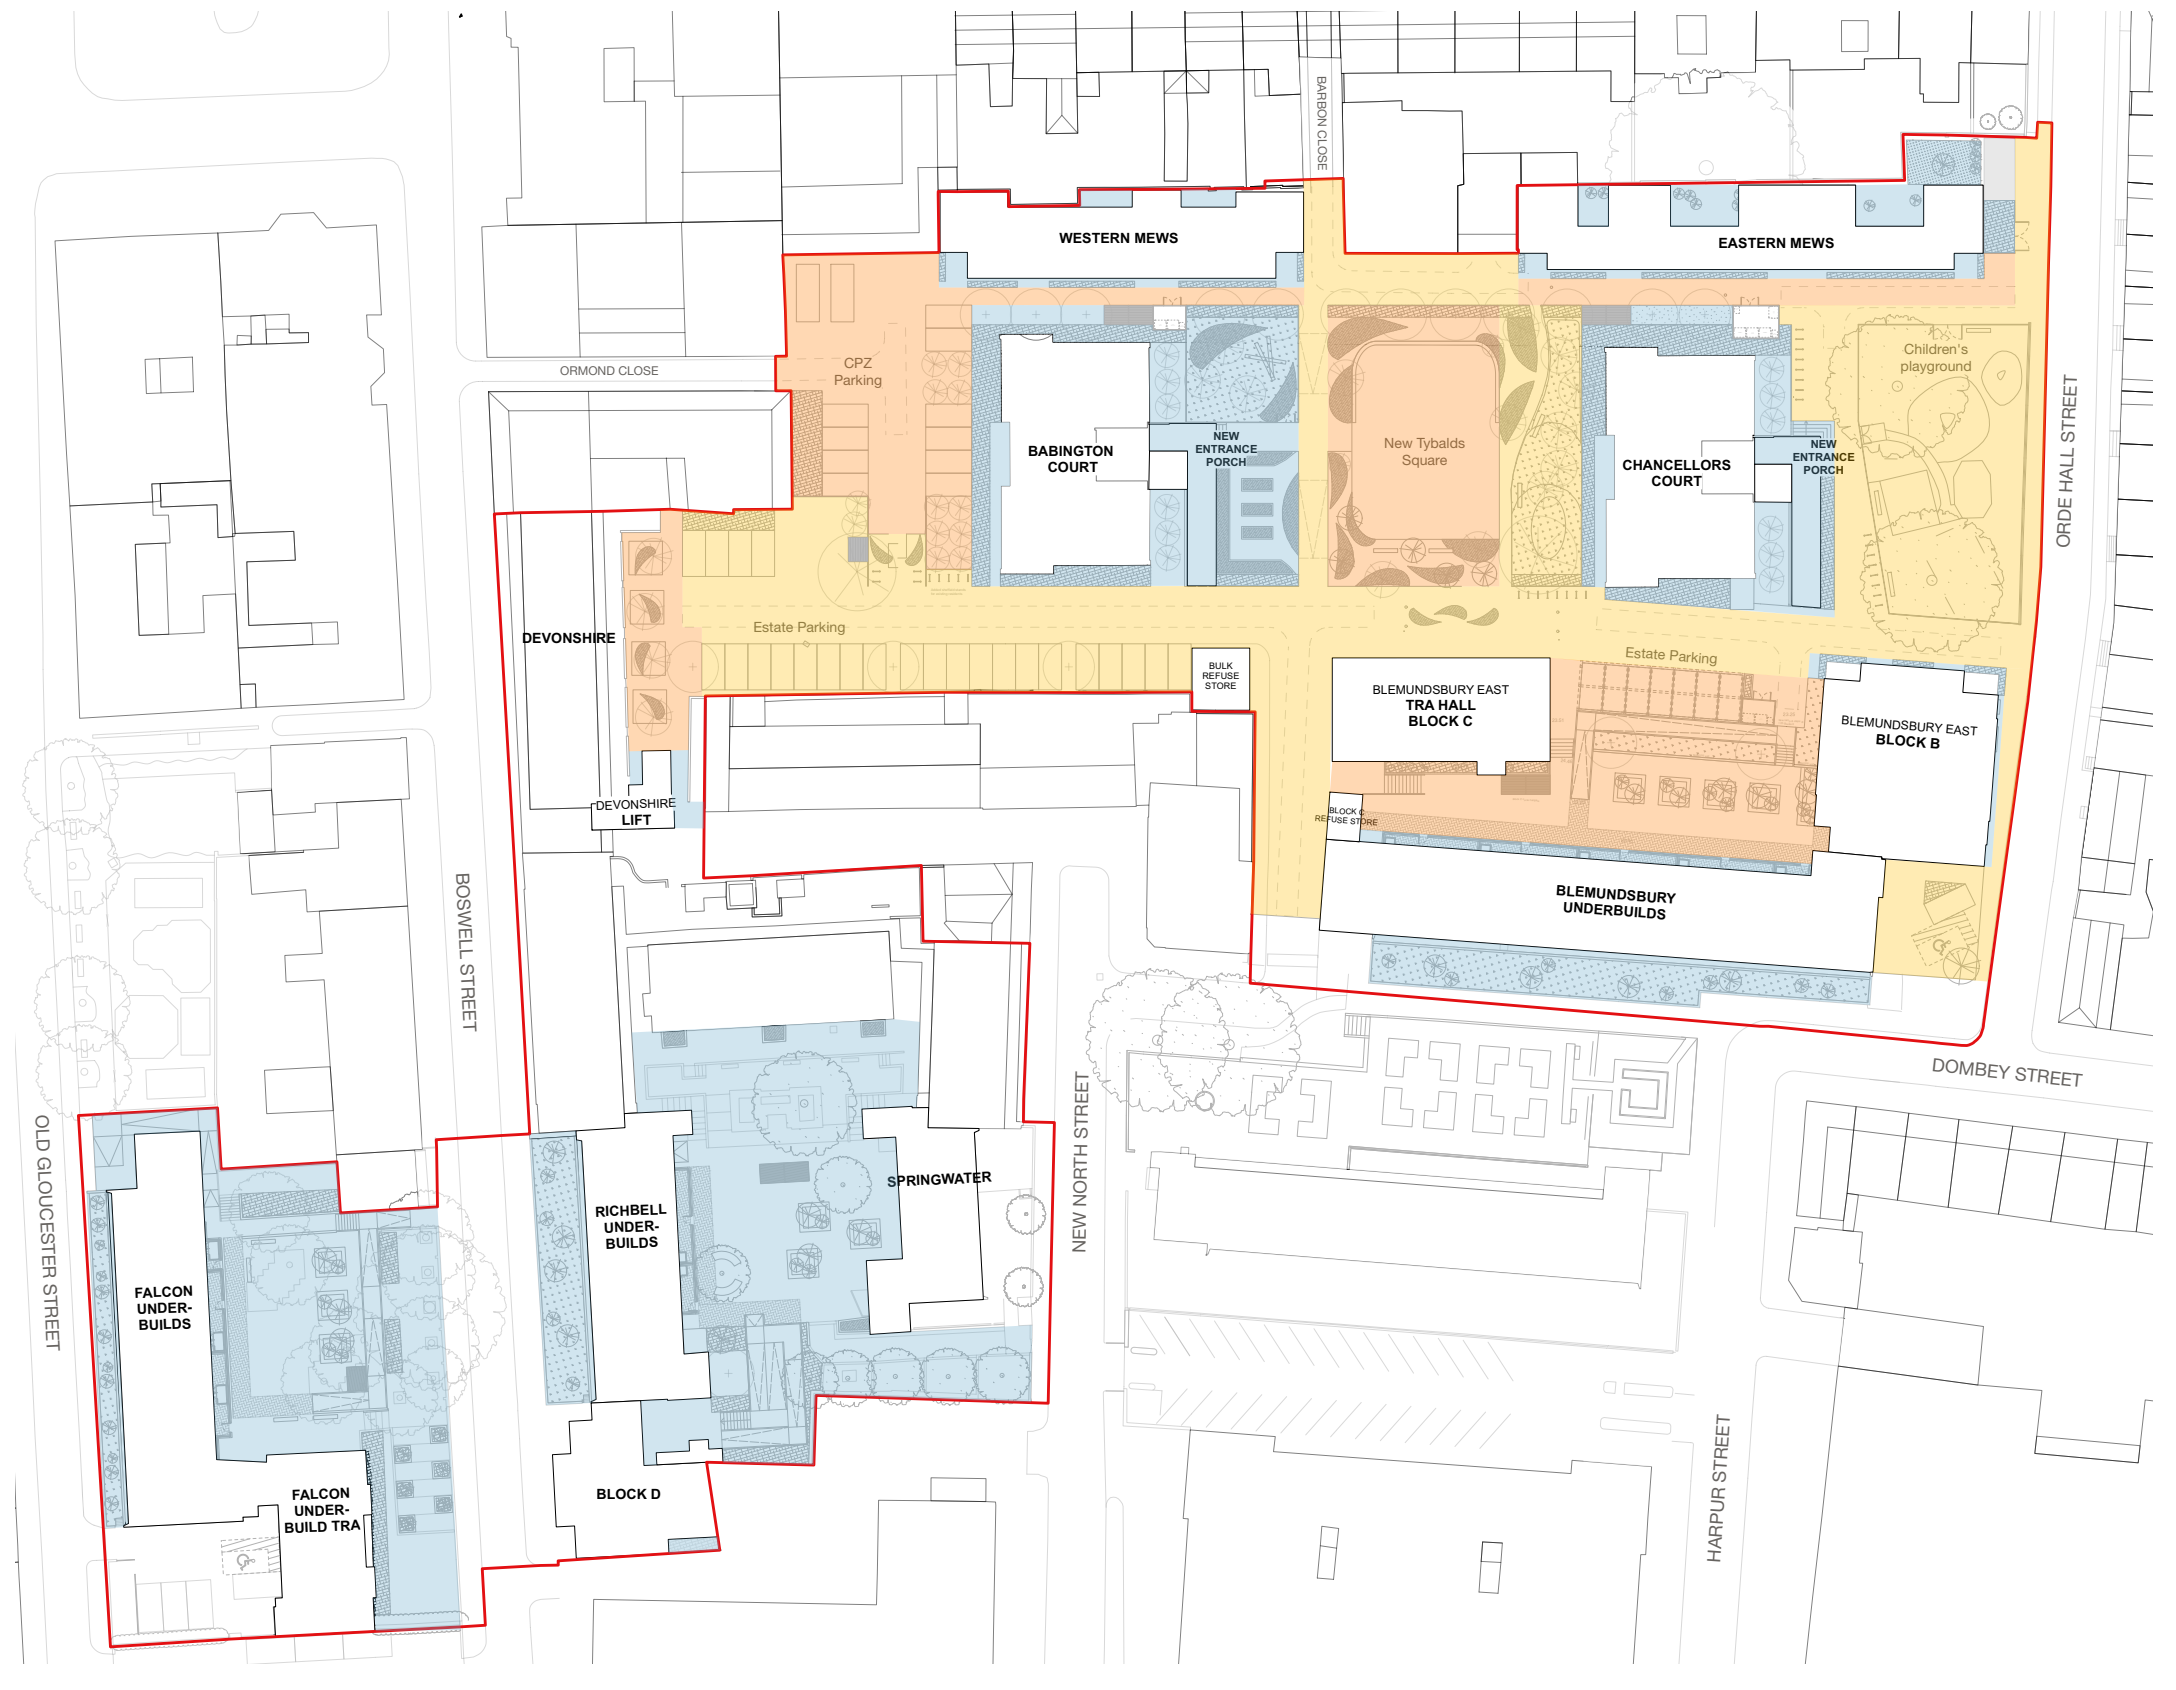 BARBON CLOSE
WESTERN MEWS
EASTERN MEWS
ORMOND CLOSE
CPZ
Parking
Children's
playground
BABINGTON
COURT
NEW
ENTRANCE
PORCH
New Tybalds
Square
CHANCELLORS
COURT
NEW
ENTRANCE
PORCH
ORDE HALL STREET
DEVONSHIRE
Estate Parking
Estate Parking
BULK
REFUSE
STORE
BLEMUNDSBURY EAST
TRA HALL
BLOCK C
BLEMUNDSBURY EAST
BLOCK B
DEVONSHIRE
LIFT
BLOCK C
REFUSE STORE
BLEMUNDSBURY
UNDERBUILDS
BOSWELL STREET
DOMBEY STREET
OLD GLOUCESTER STREET
NEW NORTH STREET
SPRINGWATER
RICHBELL
UNDER-
BUILDS
FALCON
UNDER-
BUILDS
FALCON
UNDER-
BUILD TRA
BLOCK D
HARPUR STREET